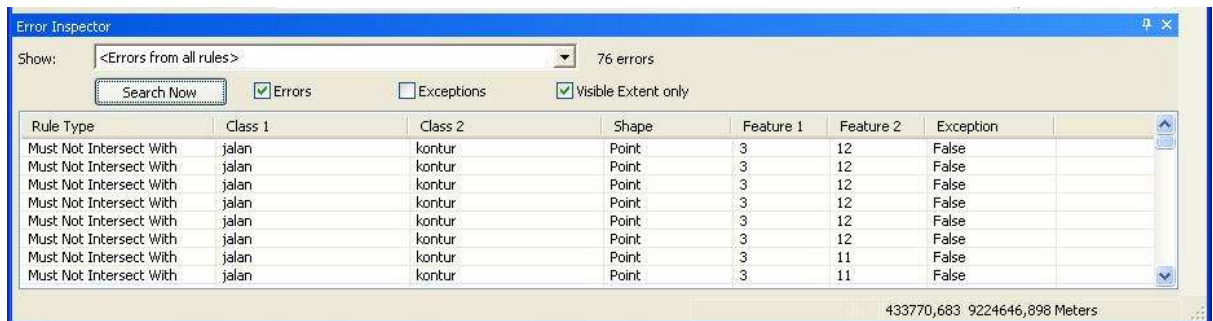 Error Inspector
Show: <Errors from all rules> 76 errors
Search Now Errors Exceptions Visible Extent only
Rule Type Class 1 Class 2 Shape Feature 1 Feature 2 Exception
Must Not Intersect With jalan kontur Point 3 12 False
Must Not Intersect With jalan kontur Point 3 12 False
Must Not Intersect With jalan kontur Point 3 12 False
Must Not Intersect With jalan kontur Point 3 12 False
Must Not Intersect With jalan kontur Point 3 12 False
Must Not Intersect With jalan kontur Point 3 12 False
Must Not Intersect With jalan kontur Point 3 11 False
Must Not Intersect With jalan kontur Point 3 11 False
433770,683 9224646,898 Meters